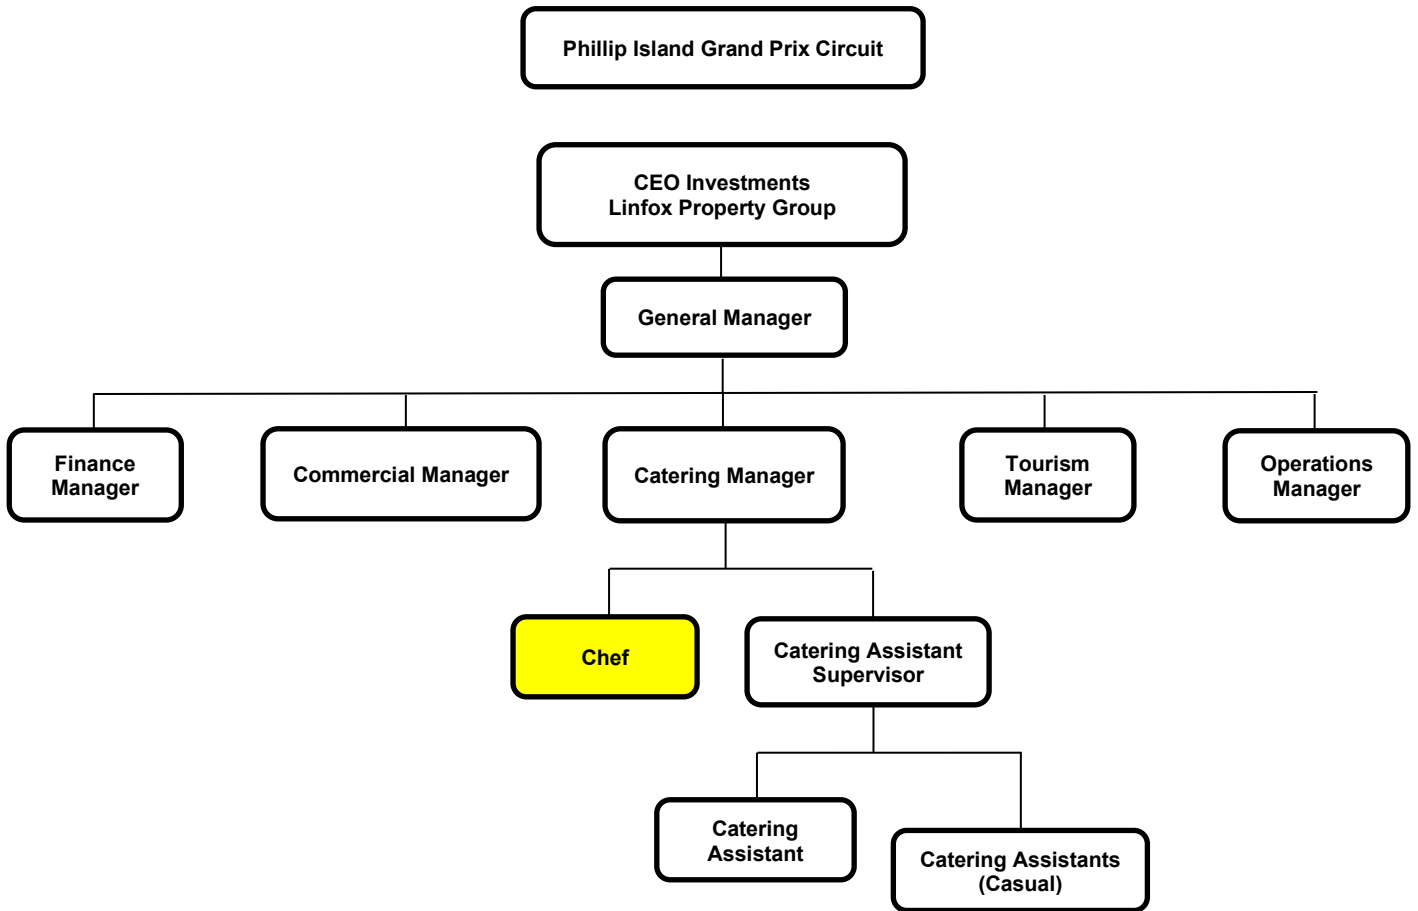 Phillip Island Grand Prix Circuit
CEO Investments
Linfox Property Group
General Manager
Finance
Manager
Commercial Manager
Catering Manager
Tourism
Manager
Operations
Manager
Chef
Catering Assistant
Supervisor
Catering
Assistant
Catering Assistants
(Casual)